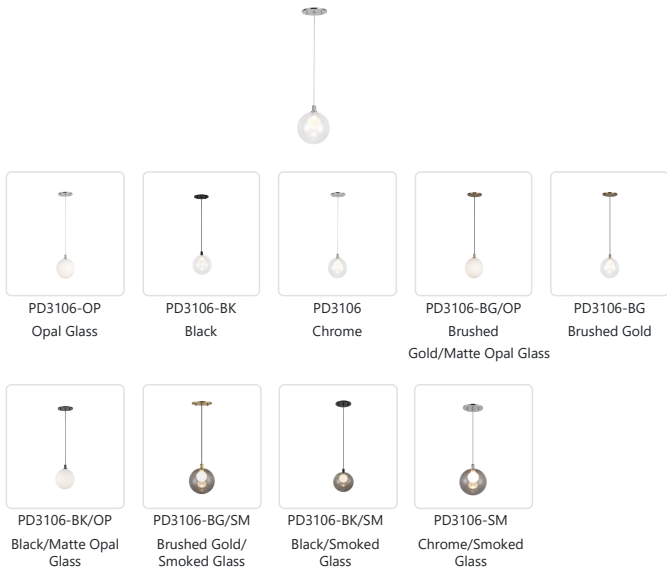 PD3106-OP
Opal Glass
PD3106-BK
Black
PD3106
Chrome
PD3106-BG/OP
Brushed
Gold/Matte Opal Glass
PD3106-BG
Brushed Gold
PD3106-BK/OP
Black/Matte Opal
Glass
PD3106-BG/SM
Brushed Gold/
Smoked Glass
PD3106-BK/SM
Black/Smoked
Glass
PD3106-SM
Chrome/Smoked
Glass